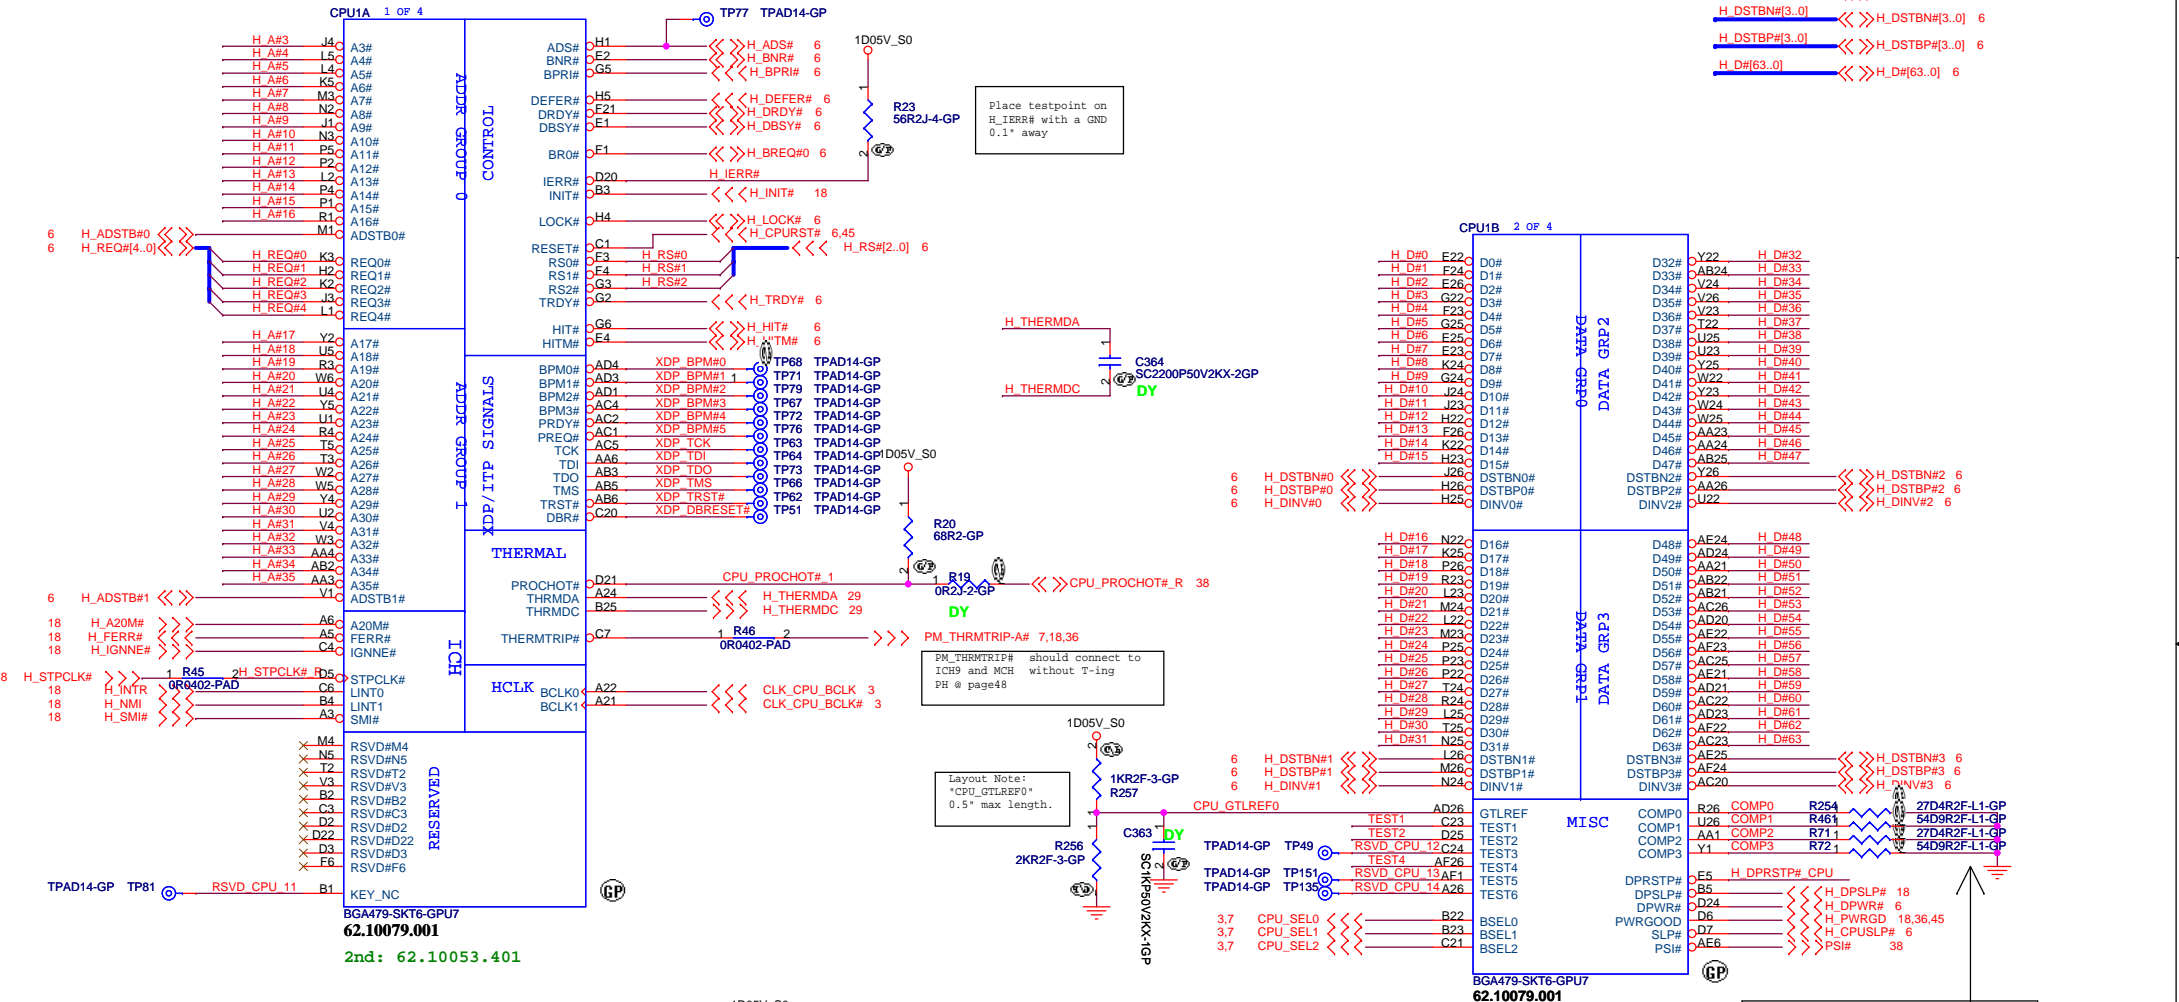 CPU1A 1 OF 4
TP77 TPAD14-GP
H_DSTBN#[3..0] H_DSTBN#[3..0] 6
H_DSTBP#[3..0] H_DSTBP#[3..0] 6
H_D#[63..0] H_D#[63..0] 6
H_A#3 J4 A3#
H_A#4 L5 A4#
H_A#5 L4 A5#
H_A#6 K5 A6#
H_A#7 M3 A7#
H_A#8 N2 A8#
H_A#9 J1 A9#
H_A#10 N3 A10#
H_A#11 P5 A11#
H_A#12 P2 A12#
H_A#13 L2 A13#
H_A#14 P4 A14#
H_A#15 P1 A15#
H_A#16 R1 A16#
6 H_ADSTB#0 M1 ADSTB0#
6 H_REQ#[4..0]
H_REQ#0 K3 REQ0#
H_REQ#1 H2 REQ1#
H_REQ#2 K2 REQ2#
H_REQ#3 J3 REQ3#
H_REQ#4 L1 REQ4#
ADDR GROUP 0
H_A#17 Y2 A17#
H_A#18 U5 A18#
H_A#19 R3 A19#
H_A#20 W6 A20#
H_A#21 U4 A21#
H_A#22 Y5 A22#
H_A#23 U1 A23#
H_A#24 R4 A24#
H_A#25 T5 A25#
H_A#26 T3 A26#
H_A#27 W2 A27#
H_A#28 W5 A28#
H_A#29 Y4 A29#
H_A#30 U2 A30#
H_A#31 V4 A31#
H_A#32 W3 A32#
H_A#33 AA4 A33#
H_A#34 AB2 A34#
H_A#35 AA3 A35#
6 H_ADSTB#1 V1 ADSTB1#
ADDR GROUP 1
18 H_A20M# A6 A20M#
18 H_FERR# A5 FERR#
18 H_IGNNE# C4 IGNNE#
8 H_STPCLK# 1 R45 2 H_STPCLK#_R D5 STPCLK#
0R0402-PAD
18 H_INTR C6 LINT0
18 H_NMI B4 LINT1
18 H_SMI# A3 SMI#
ICH
M4 RSVD#M4
N5 RSVD#N5
T2 RSVD#T2
V3 RSVD#V3
B2 RSVD#B2
C3 RSVD#C3
D2 RSVD#D2
D22 RSVD#D22
D3 RSVD#D3
F6 RSVD#F6
RESERVED
TPAD14-GP TP81 RSVD_CPU_11 B1 KEY_NC
BGA479-SKT6-GPU7
62.10079.001
2nd: 62.10053.401
GP
CONTROL
ADS# H1 H_ADS# 6
BNR# E2 H_BNR# 6
BPRI# G5 H_BPRI# 6
DEFER# H5 H_DEFER# 6
DRDY# F21 H_DRDY# 6
DBSY# E1 H_DBSY# 6
BR0# F1 H_BREQ#0 6
IERR# D20 H_IERR#
INIT# B3 H_INIT# 18
LOCK# H4 H_LOCK# 6
RESET# C1 H_CPURST# 6,45
RS0# F3 H_RS#0 H_RS#[2..0] 6
RS1# F4 H_RS#1
RS2# G3 H_RS#2
TRDY# G2 H_TRDY# 6
HIT# G6 H_HIT# 6
HITM# E4 H_HITM# 6
XDP/ITP SIGNALS
BPM0# AD4 XDP_BPM#0 TP68 TPAD14-GP
BPM1# AD3 XDP_BPM#1 1 TP71 TPAD14-GP
BPM2# AD1 XDP_BPM#2 TP79 TPAD14-GP
BPM3# AC4 XDP_BPM#3 TP67 TPAD14-GP
PRDY# AC2 XDP_BPM#4 TP72 TPAD14-GP
PREQ# AC1 XDP_BPM#5 TP76 TPAD14-GP
TCK AC5 XDP_TCK TP63 TPAD14-GP
TDI AA6 XDP_TDI TP64 TPAD14-GP
TDO AB3 XDP_TDO TP73 TPAD14-GP
TMS AB5 XDP_TMS TP66 TPAD14-GP
TRST# AB6 XDP_TRST# TP62 TPAD14-GP
DBR# C20 XDP_DBRESET# TP51 TPAD14-GP
THERMAL
PROCHOT# D21 CPU_PROCHOT#_1 1 R19 CPU_PROCHOT#_R 38
0R2J-2-GP
DY
THRMDA A24 H_THERMDA 29
THRMDC B25 H_THERMDC 29
THERMTRIP# C7 1 R46 2 PM_THRMTRIP-A# 7,18,36
0R0402-PAD
HCLK
BCLK0 A22 CLK_CPU_BCLK 3
BCLK1 A21 CLK_CPU_BCLK# 3
1D05V_S0
1
R23
56R2J-4-GP
2
Place testpoint on
H_IERR# with a GND
0.1" away
1D05V_S0
1
R20
68R2-GP
2
H_THERMDA
1
C364
SC2200P50V2KX-2GP
2
DY
H_THERMDC
PM_THRMTRIP# should connect to
ICH9 and MCH without T-ing
PH @ page48
1D05V_S0
2
1KR2F-3-GP
R257
Layout Note:
"CPU_GTLREF0"
0.5" max length.
R256
2KR2F-3-GP
1
C363
DY
2
SC1KP50V2KX-1GP
1D05V_S0
CPU1B 2 OF 4
H_D#0 E22 D0#
H_D#1 F24 D1#
H_D#2 E26 D2#
H_D#3 G22 D3#
H_D#4 F23 D4#
H_D#5 G25 D5#
H_D#6 E25 D6#
H_D#7 E23 D7#
H_D#8 K24 D8#
H_D#9 G24 D9#
H_D#10 J24 D10#
H_D#11 J23 D11#
H_D#12 H22 D12#
H_D#13 F26 D13#
H_D#14 K22 D14#
H_D#15 H23 D15#
6 H_DSTBN#0 J26 DSTBN0#
6 H_DSTBP#0 H26 DSTBP0#
6 H_DINV#0 H25 DINV0#
DATA GRP0
H_D#16 N22 D16#
H_D#17 K25 D17#
H_D#18 P26 D18#
H_D#19 R23 D19#
H_D#20 L23 D20#
H_D#21 M24 D21#
H_D#22 L22 D22#
H_D#23 M23 D23#
H_D#24 P25 D24#
H_D#25 P23 D25#
H_D#26 P22 D26#
H_D#27 T24 D27#
H_D#28 R24 D28#
H_D#29 L25 D29#
H_D#30 T25 D30#
H_D#31 N25 D31#
6 H_DSTBN#1 L26 DSTBN1#
6 H_DSTBP#1 M26 DSTBP1#
6 H_DINV#1 N24 DINV1#
DATA GRP1
CPU_GTLREF0 AD26 GTLREF
TEST1 C23 TEST1
TEST2 D25 TEST2
TPAD14-GP TP49 RSVD_CPU_12 C24 TEST3
TEST4 AF26 TEST4
TPAD14-GP TP151 RSVD_CPU_13 AF1 TEST5
TPAD14-GP TP135 RSVD_CPU_14 A26 TEST6
3,7 CPU_SEL0 B22 BSEL0
3,7 CPU_SEL1 B23 BSEL1
3,7 CPU_SEL2 C21 BSEL2
MISC
D32# Y22 H_D#32
D33# AB24 H_D#33
D34# V24 H_D#34
D35# V26 H_D#35
D36# V23 H_D#36
D37# T22 H_D#37
D38# U25 H_D#38
D39# U23 H_D#39
D40# Y25 H_D#40
D41# W22 H_D#41
D42# Y23 H_D#42
D43# W24 H_D#43
D44# W25 H_D#44
D45# AA23 H_D#45
D46# AA24 H_D#46
D47# AB25 H_D#47
DSTBN2# Y26 H_DSTBN#2 6
DSTBP2# AA26 H_DSTBP#2 6
DINV2# U22 H_DINV#2 6
DATA GRP2
D48# AE24 H_D#48
D49# AD24 H_D#49
D50# AA21 H_D#50
D51# AB22 H_D#51
D52# AB21 H_D#52
D53# AC26 H_D#53
D54# AD20 H_D#54
D55# AE22 H_D#55
D56# AF23 H_D#56
D57# AC25 H_D#57
D58# AE21 H_D#58
D59# AD21 H_D#59
D60# AC22 H_D#60
D61# AD23 H_D#61
D62# AF22 H_D#62
D63# AC23 H_D#63
DSTBN3# AE25 H_DSTBN#3 6
DSTBP3# AF24 H_DSTBP#3 6
DINV3# AC20 H_DINV#3 6
DATA GRP3
COMP0 R26 COMP0 R254 1 27D4R2F-L1-GP
COMP1 U26 COMP1 R461 54D9R2F-L1-GP
COMP2 AA1 COMP2 R71 1 27D4R2F-L1-GP
COMP3 Y1 COMP3 R72 1 54D9R2F-L1-GP
DPRSTP# E5 H_DPRSTP#_CPU
DPSLP# B5 H_DPSLP# 18
DPWR# D24 H_DPWR# 6
PWRGOOD D6 H_PWRGD 18,36,45
SLP# D7 H_CPUSLP# 6
PSI# AE6 PSI# 38
GP
BGA479-SKT6-GPU7
62.10079.001